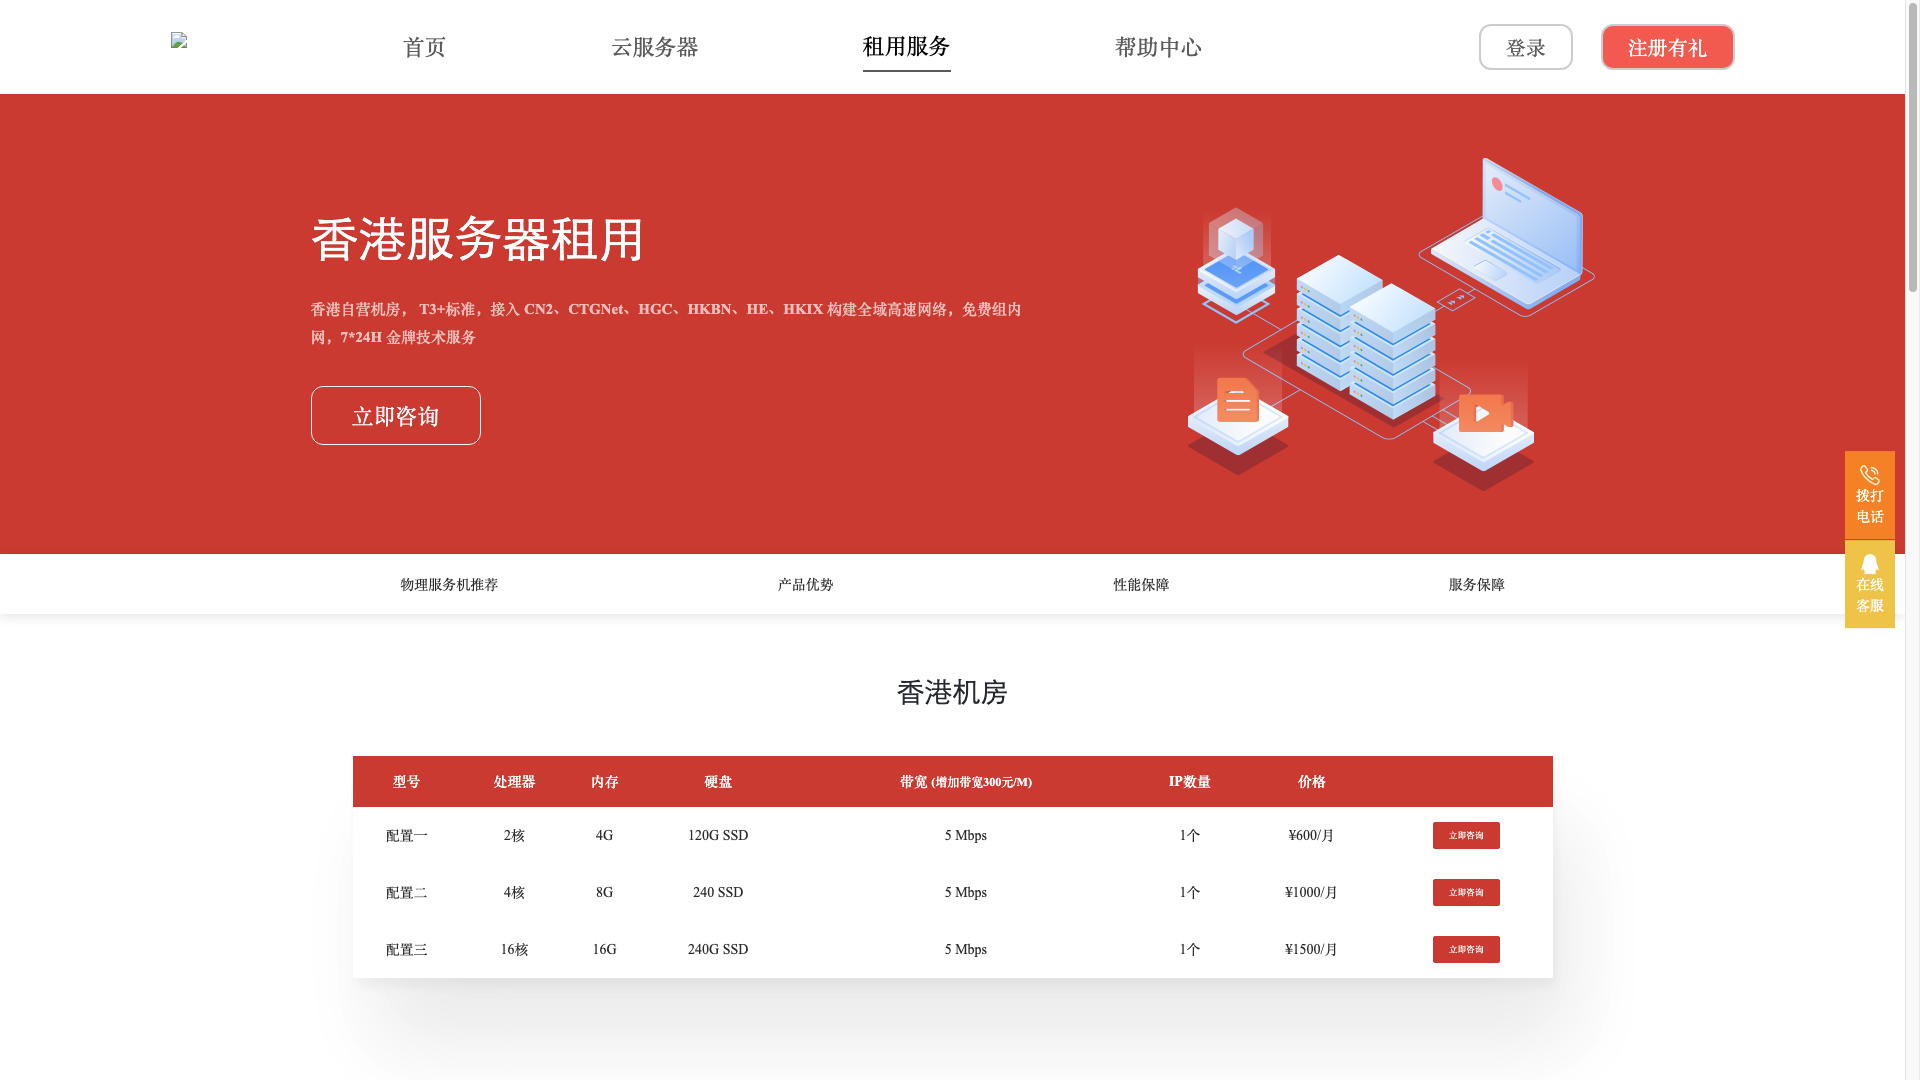 首页 云服务器 租用服务 帮助中心 登录 注册有礼
香港服务器租用
香港自营机房， T3+标准，接入 CN2、CTGNet、HGC、HKBN、HE、HKIX 构建全域高速网络，免费组内
网，7*24H 金牌技术服务
立即咨询
拨打
电话
在线
客服
物理服务机推荐 产品优势 性能保障 服务保障
香港机房
型号 处理器 内存 硬盘 带宽 (增加带宽300元/M) IP数量 价格
配置一 2核 4G 120G SSD 5 Mbps 1个 ¥600/月 立即咨询
配置二 4核 8G 240 SSD 5 Mbps 1个 ¥1000/月 立即咨询
配置三 16核 16G 240G SSD 5 Mbps 1个 ¥1500/月 立即咨询